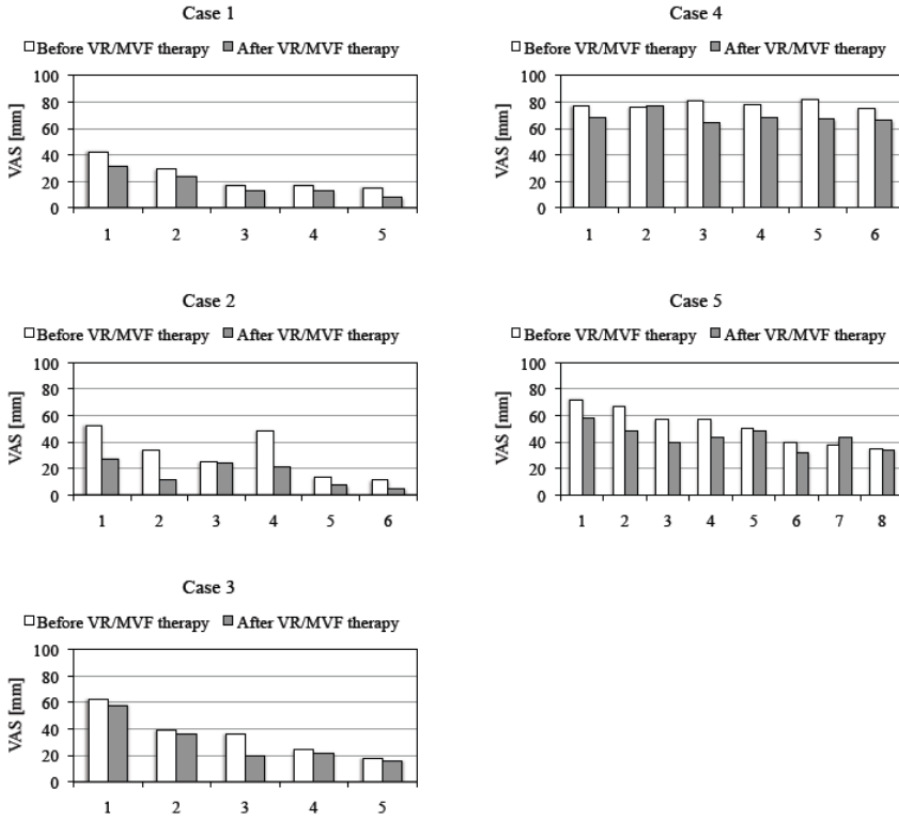 Case 1
Before VR/MVF therapy After VR/MVF therapy
100
80
60
40
20
0
VAS [mm]
1 2 3 4 5
Case 4
Before VR/MVF therapy After VR/MVF therapy
100
80
60
40
20
0
VAS [mm]
1 2 3 4 5 6
Case 2
Before VR/MVF therapy After VR/MVF therapy
100
80
60
40
20
0
VAS [mm]
1 2 3 4 5 6
Case 5
Before VR/MVF therapy After VR/MVF therapy
100
80
60
40
20
0
VAS [mm]
1 2 3 4 5 6 7 8
Case 3
Before VR/MVF therapy After VR/MVF therapy
100
80
60
40
20
0
VAS [mm]
1 2 3 4 5